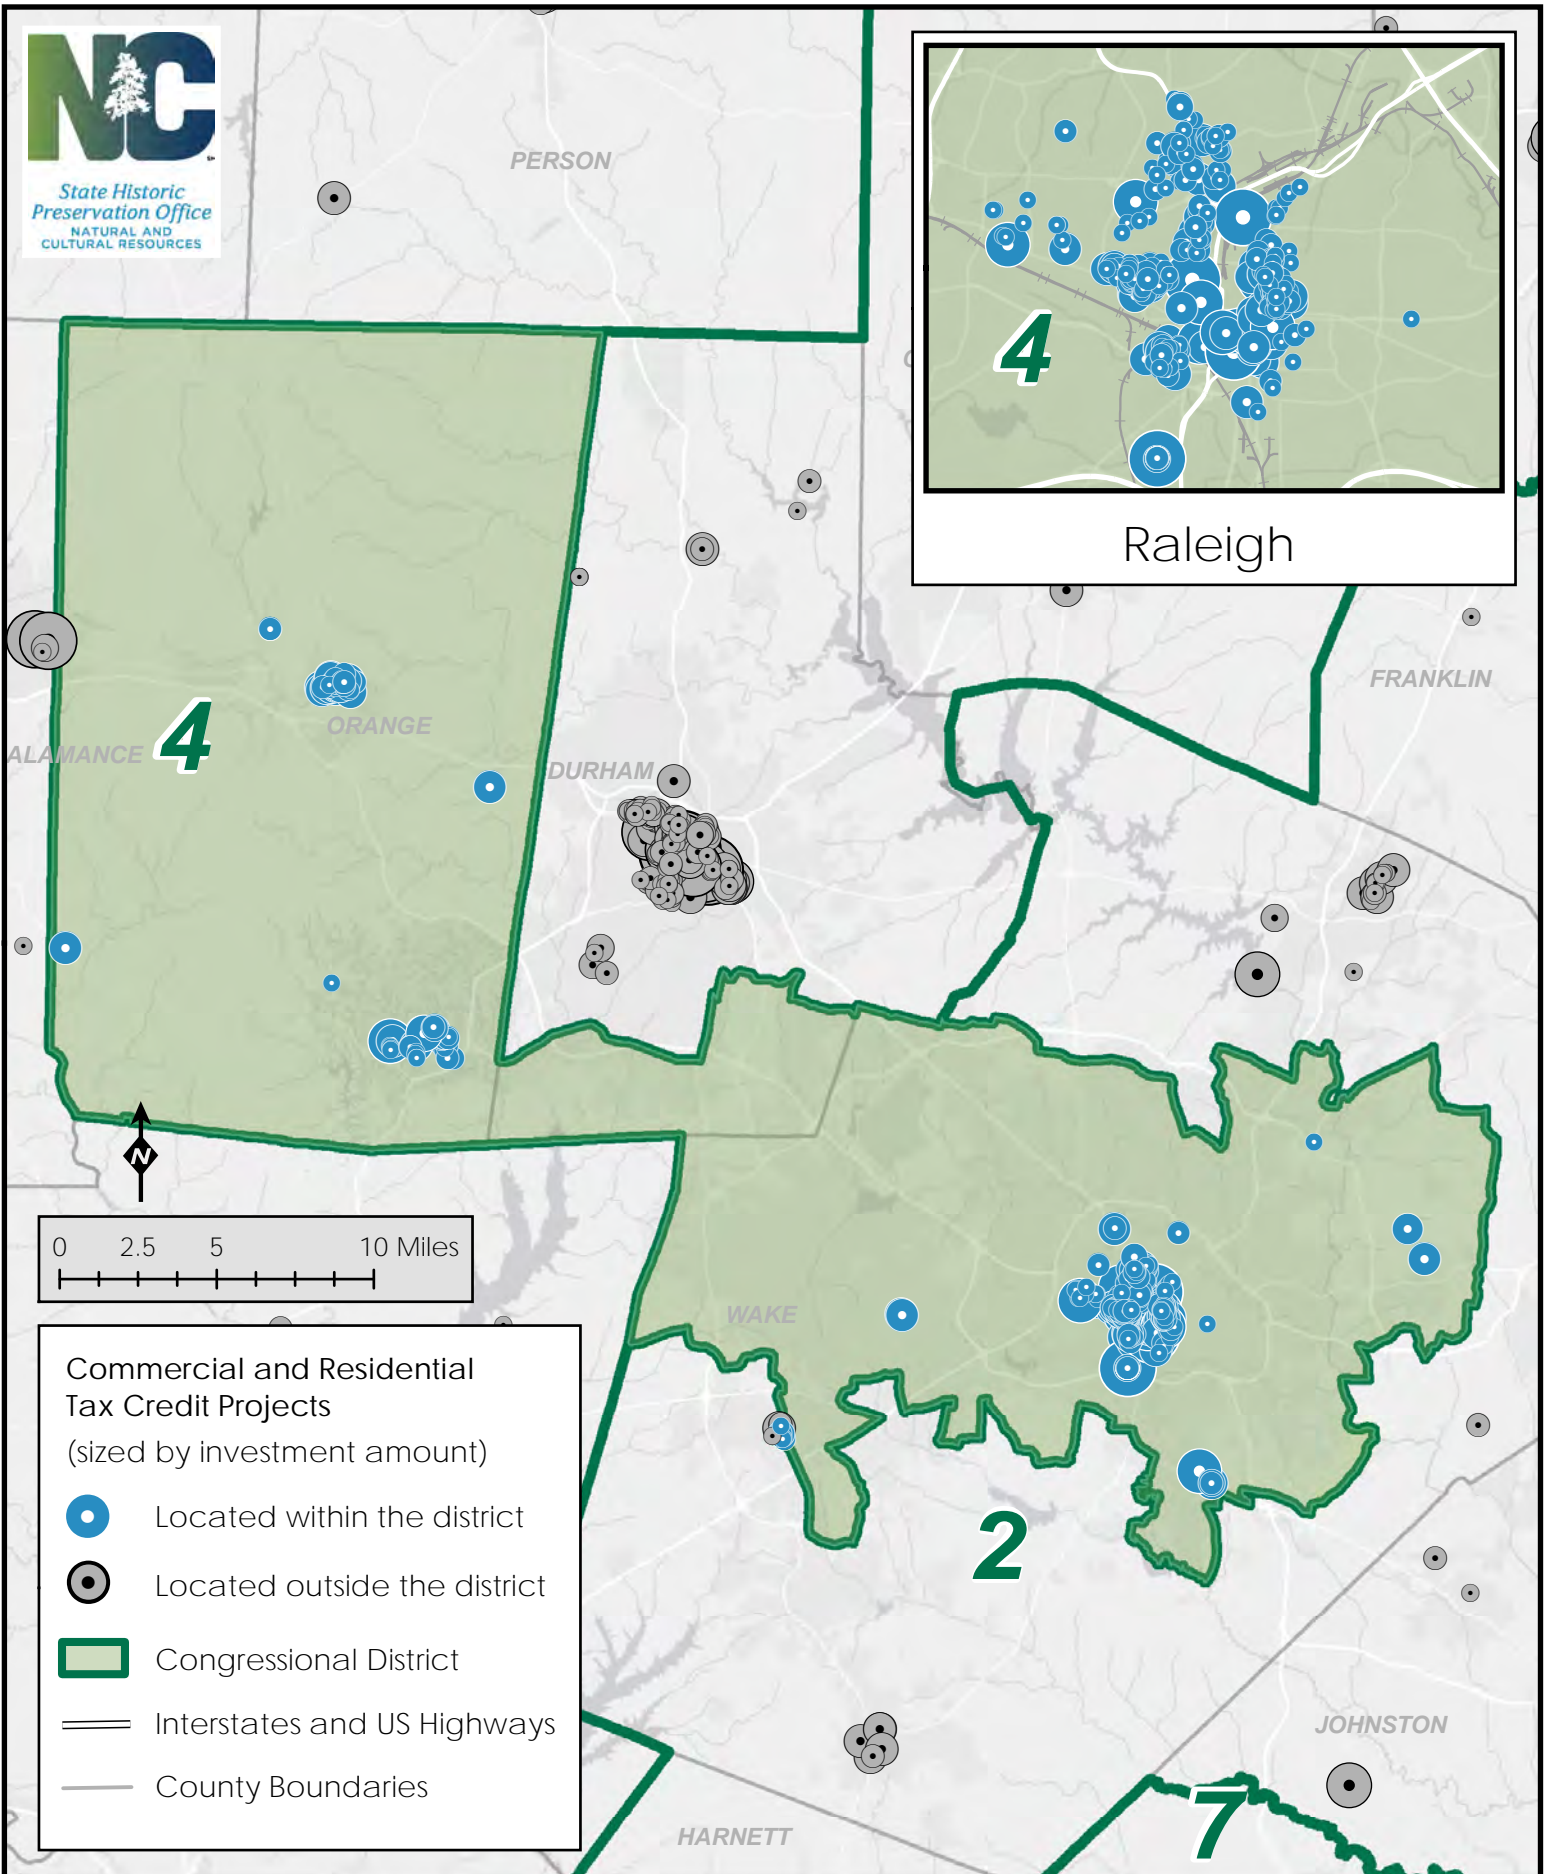 NC
State Historic
Preservation Office
NATURAL AND
CULTURAL RESOURCES
PERSON
4
Raleigh
FRANKLIN
ORANGE
4
ALAMANCE
DURHAM
N
0 2.5 5 10 Miles
WAKE
Commercial and Residential
Tax Credit Projects
(sized by investment amount)
Located within the district
Located outside the district
Congressional District
Interstates and US Highways
County Boundaries
2
JOHNSTON
7
HARNETT